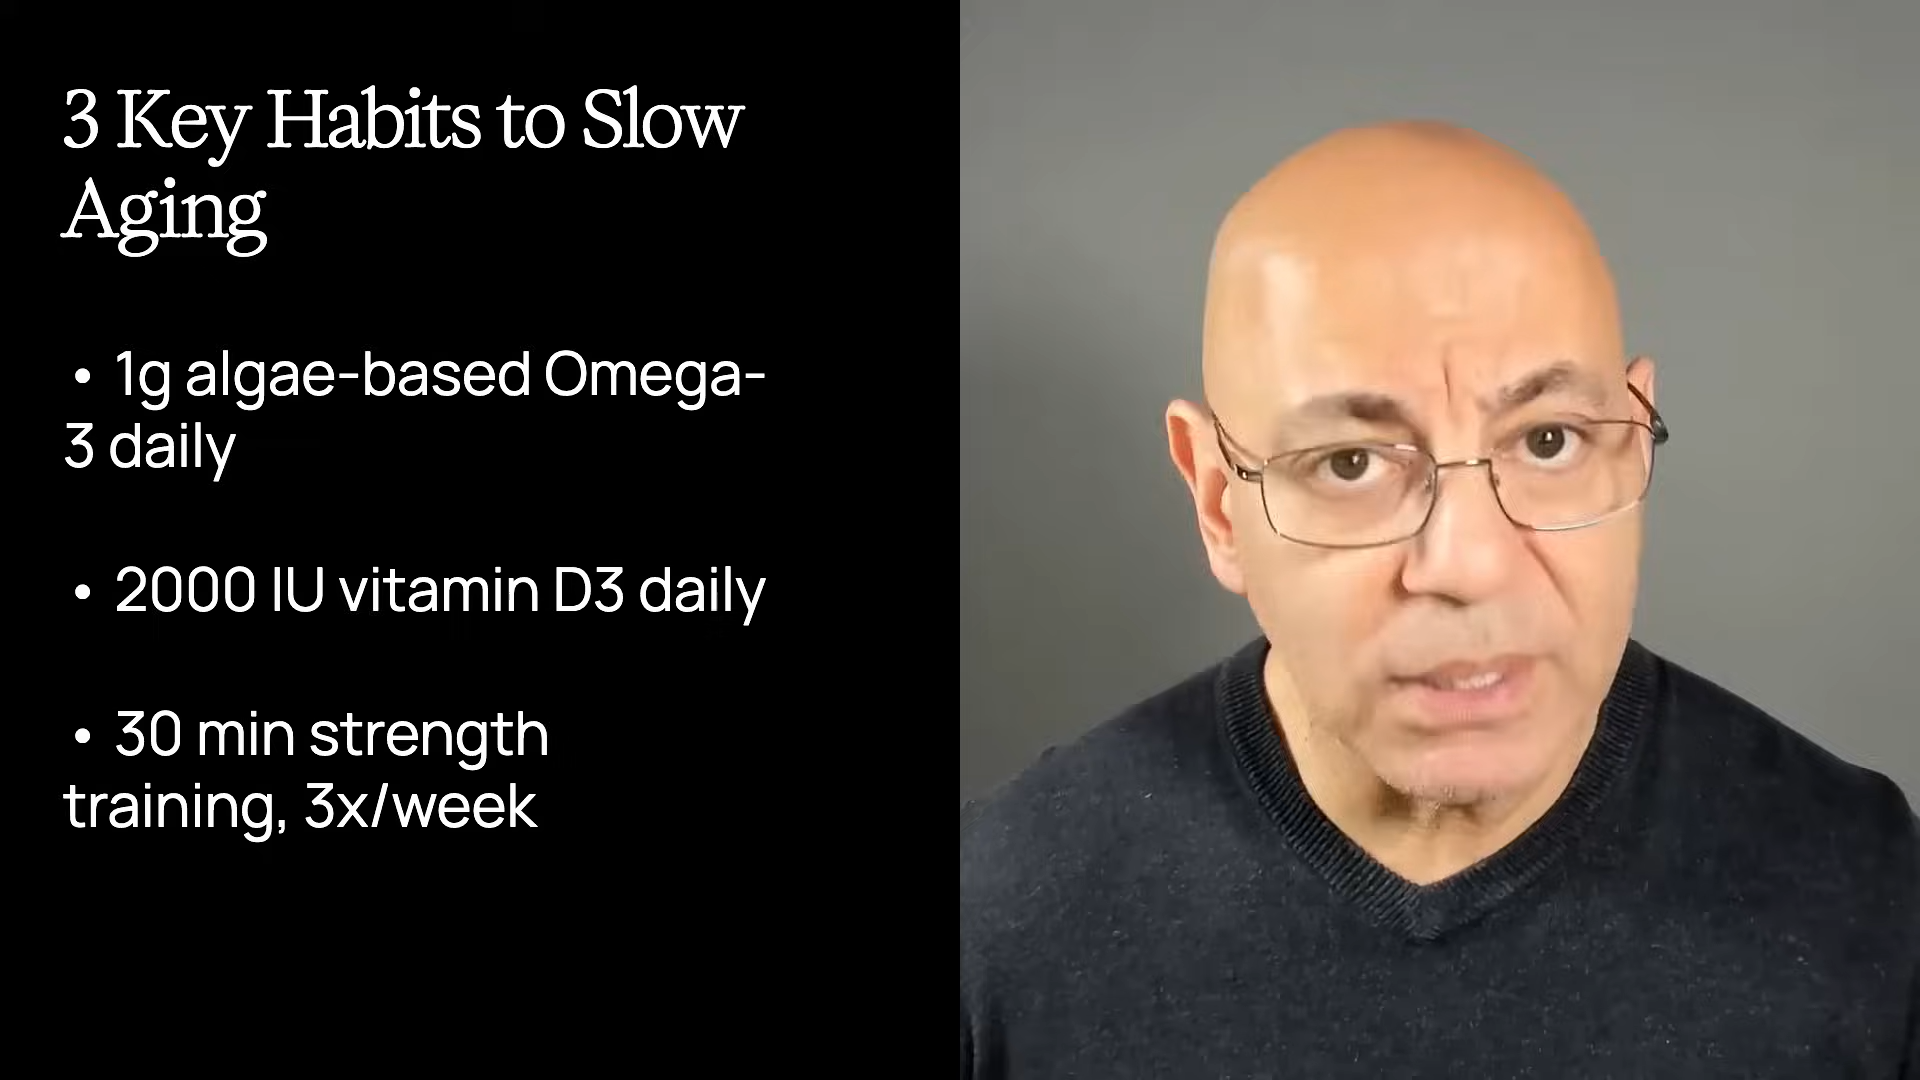 3 Key Habits to Slow
Aging
• 1g algae-based Omega-
3 daily
• 2000 IU vitamin D3 daily
• 30 min strength
training, 3x/week